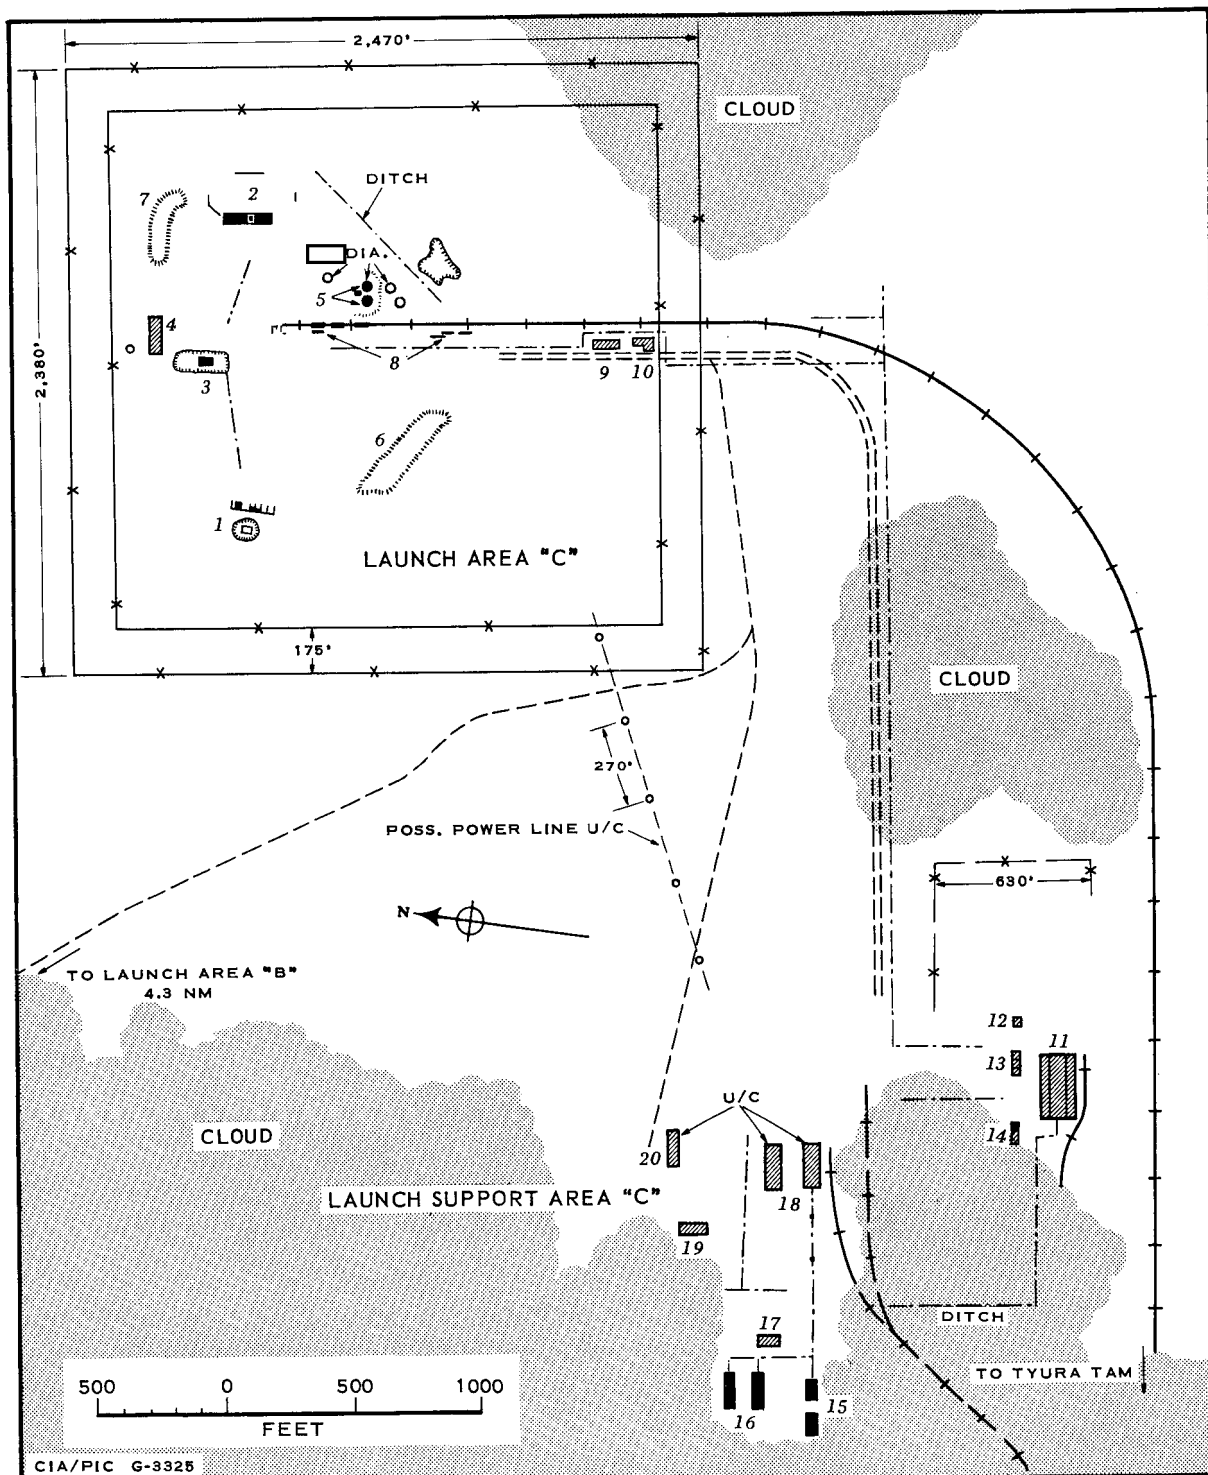 2,470'
CLOUD
2,380'
7
2
DITCH
DIA.
5
4
3
8
9
10
6
1
LAUNCH AREA "C"
175'
CLOUD
270'
POSS. POWER LINE U/C
630'
N
TO LAUNCH AREA "B"
4.3 NM
12
11
13
14
U/C
CLOUD
20
LAUNCH SUPPORT AREA "C"
18
19
DITCH
17
TO TYURA TAM
16
15
500 0 500 1000
FEET
CIA/PIC G-3325